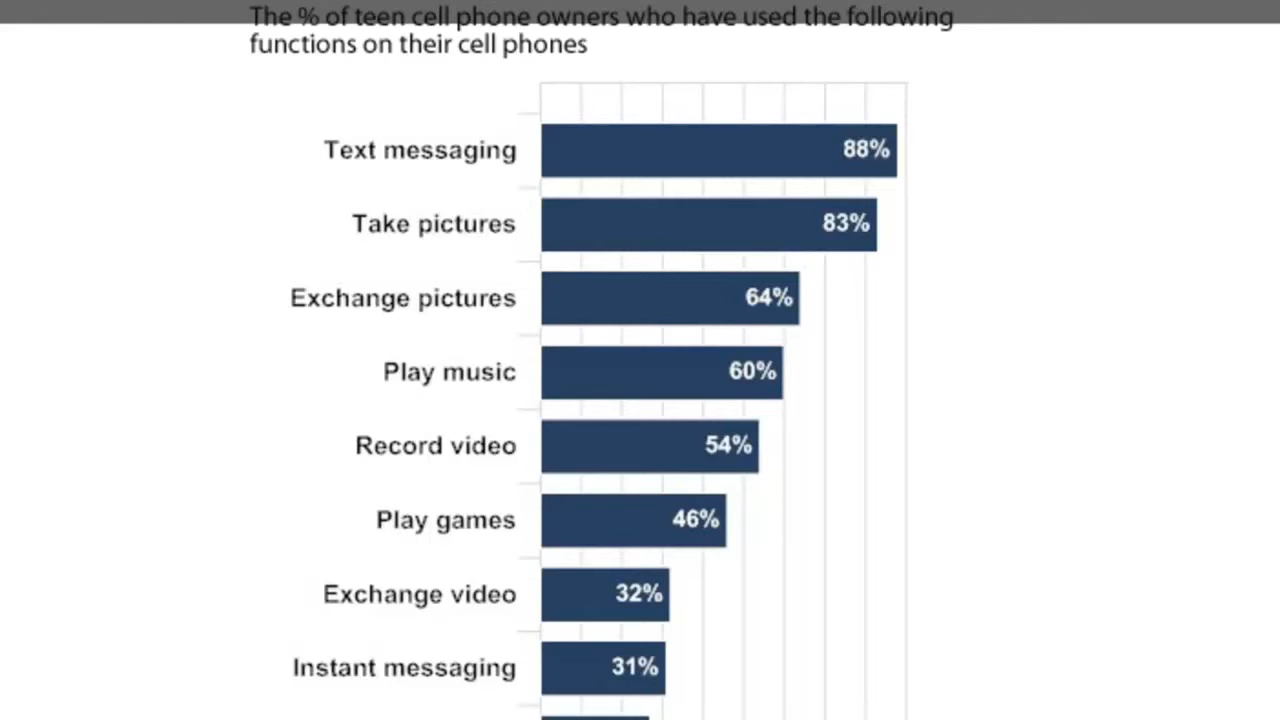 The % of teen cell phone owners who have used the following
functions on their cell phones
Text messaging 88%
Take pictures 83%
Exchange pictures 64%
Play music 60%
Record video 54%
Play games 46%
Exchange video 32%
Instant messaging 31%